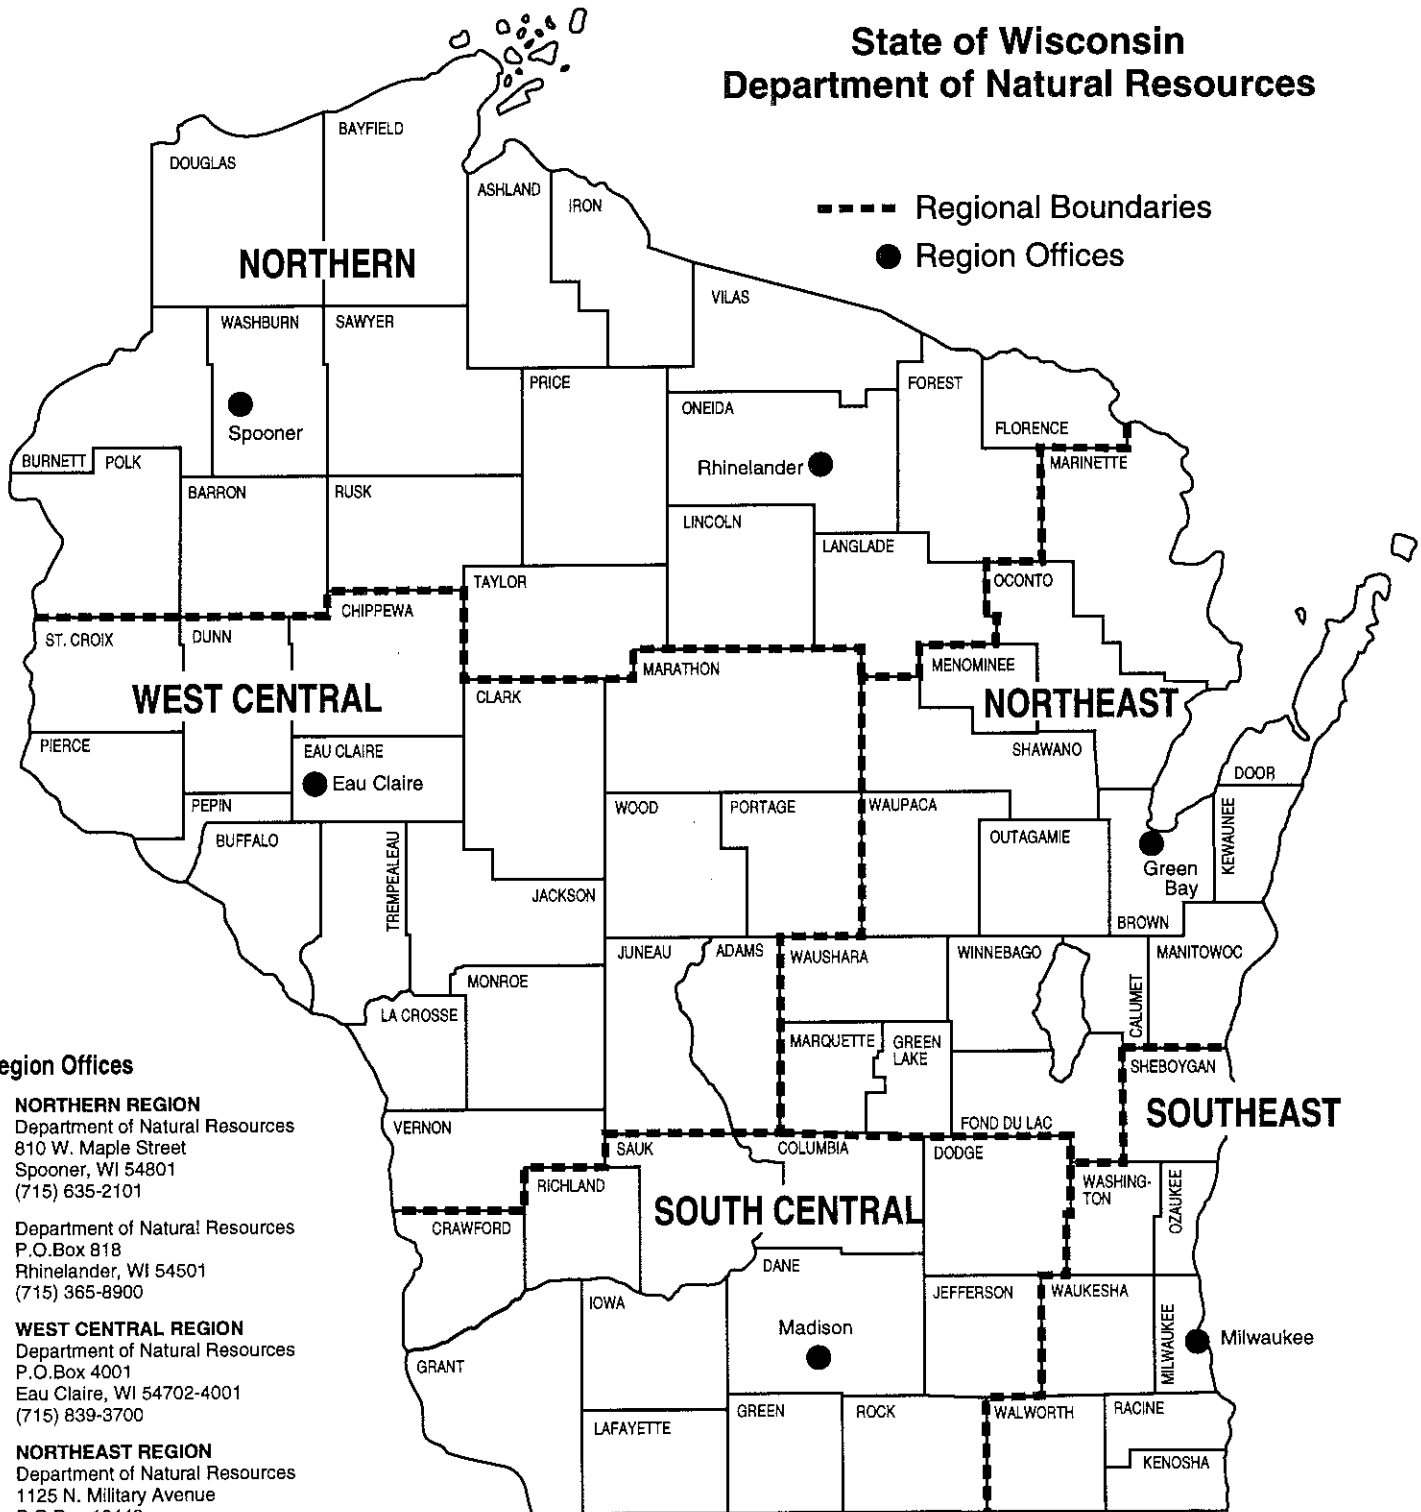 State of Wisconsin
Department of Natural Resources
Regional Boundaries
Region Offices
BAYFIELD
DOUGLAS
ASHLAND
IRON
NORTHERN
VILAS
WASHBURN
SAWYER
PRICE
FOREST
ONEIDA
Spooner
FLORENCE
BURNETT
POLK
Rhinelander
MARINETTE
BARRON
RUSK
LINCOLN
LANGLADE
TAYLOR
OCONTO
CHIPPEWA
ST. CROIX
DUNN
MARATHON
MENOMINEE
WEST CENTRAL
CLARK
NORTHEAST
PIERCE
EAU CLAIRE
SHAWANO
Eau Claire
DOOR
PEPIN
WOOD
PORTAGE
WAUPACA
BUFFALO
TREMPEALEAU
OUTAGAMIE
KEWAUNEE
Green
Bay
JACKSON
BROWN
JUNEAU
ADAMS
WAUSHARA
WINNEBAGO
MANITOWOC
MONROE
CALUMET
LA CROSSE
MARQUETTE
GREEN
LAKE
SHEBOYGAN
SOUTHEAST
VERNON
FOND DU LAC
SAUK
COLUMBIA
DODGE
RICHLAND
WASHING-
TON
OZAUKEE
SOUTH CENTRAL
CRAWFORD
DANE
IOWA
JEFFERSON
WAUKESHA
Madison
MILWAUKEE
Milwaukee
GRANT
GREEN
ROCK
WALWORTH
RACINE
LAFAYETTE
KENOSHA
egion Offices
NORTHERN REGION
Department of Natural Resources
810 W. Maple Street
Spooner, WI 54801
(715) 635-2101
Department of Natural Resources
P.O.Box 818
Rhinelander, WI 54501
(715) 365-8900
WEST CENTRAL REGION
Department of Natural Resources
P.O.Box 4001
Eau Claire, WI 54702-4001
(715) 839-3700
NORTHEAST REGION
Department of Natural Resources
1125 N. Military Avenue